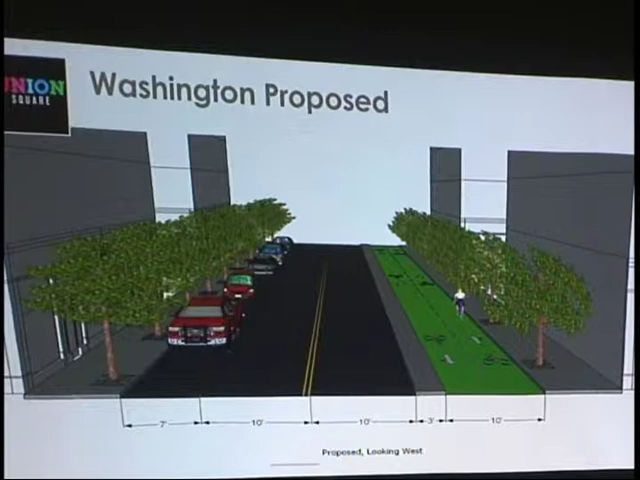 UNION
SQUARE
Washington Proposed
7' 10' 10' 3' 10'
Proposed, Looking West